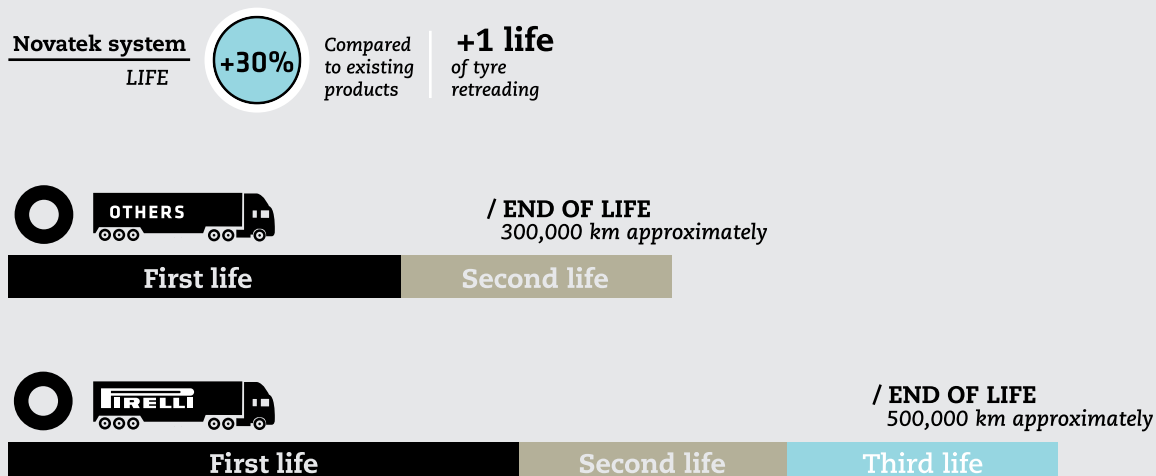 Novatek system
LIFE
+30%
Compared
to existing
products
+1 life
of tyre
retreading
OTHERS
/ END OF LIFE
300,000 km approximately
First life
Second life
PIRELLI
/ END OF LIFE
500,000 km approximately
First life
Second life
Third life